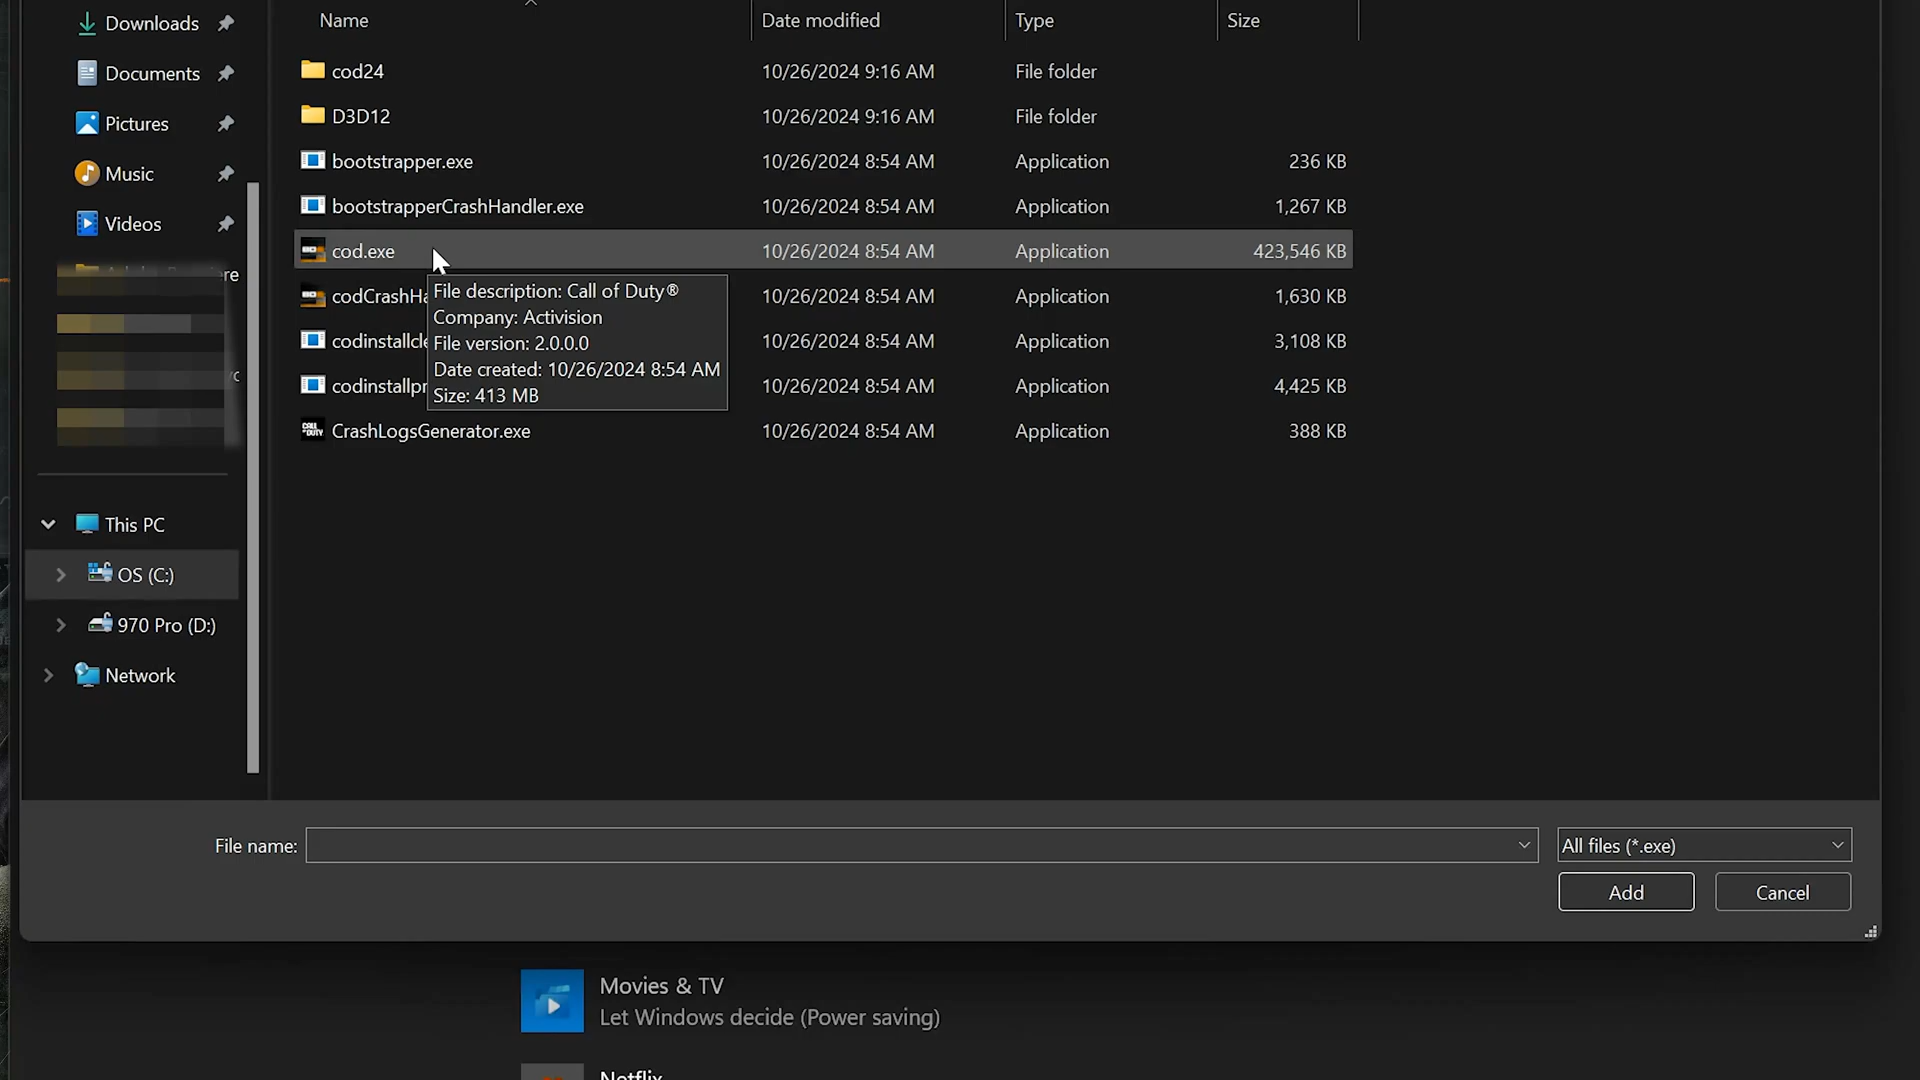 Downloads
Documents
Pictures
Music
Videos
re
This PC
OS (C:)
970 Pro (D:)
Network
Name Date modified Type Size
cod24 10/26/2024 9:16 AM File folder
D3D12 10/26/2024 9:16 AM File folder
bootstrapper.exe 10/26/2024 8:54 AM Application 236 KB
bootstrapperCrashHandler.exe 10/26/2024 8:54 AM Application 1,267 KB
cod.exe 10/26/2024 8:54 AM Application 423,546 KB
codCrashHa 10/26/2024 8:54 AM Application 1,630 KB
codinstallcle 10/26/2024 8:54 AM Application 3,108 KB
codinstallpr 10/26/2024 8:54 AM Application 4,425 KB
CALL OF DUTY CrashLogsGenerator.exe 10/26/2024 8:54 AM Application 388 KB
File description: Call of Duty®
Company: Activision
File version: 2.0.0.0
Date created: 10/26/2024 8:54 AM
Size: 413 MB
File name: All files (*.exe)
Add Cancel
Movies & TV
Let Windows decide (Power saving)
Netflix